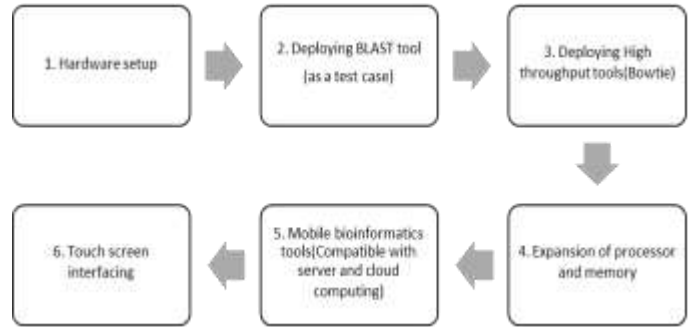 1. Hardware setup
2. Deploying BLAST tool
(as a test case)
3. Deploying High
throughput tools(Bowtie)
4. Expansion of processor
and memory
5. Mobile bioinformatics
tools(Compatible with
server and cloud
computing)
6. Touch screen
interfacing